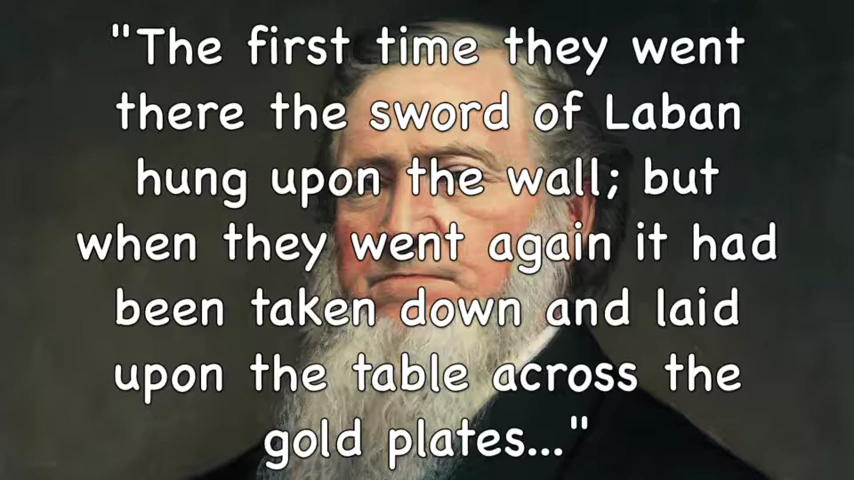 "The first time they went
there the sword of Laban
hung upon the wall; but
when they went again it had
been taken down and laid
upon the table across the
gold plates..."